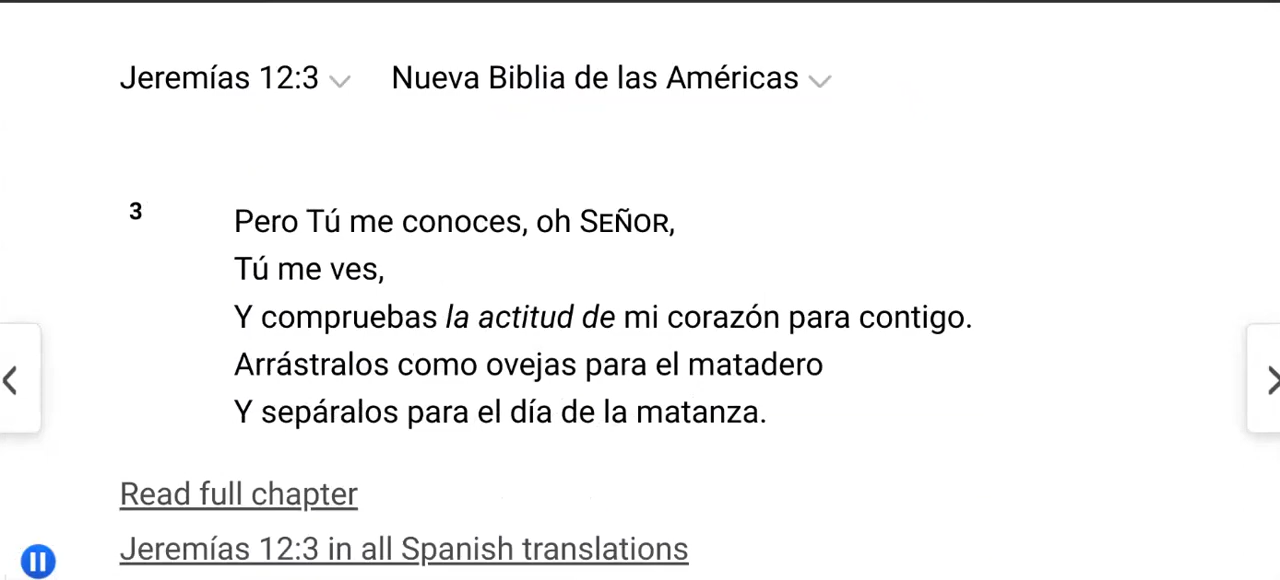 Jeremías 12:3 Nueva Biblia de las Américas
3 Pero Tú me conoces, oh SEÑOR,
Tú me ves,
Y compruebas la actitud de mi corazón para contigo.
Arrástralos como ovejas para el matadero
Y sepáralos para el día de la matanza.
Read full chapter
Jeremías 12:3 in all Spanish translations